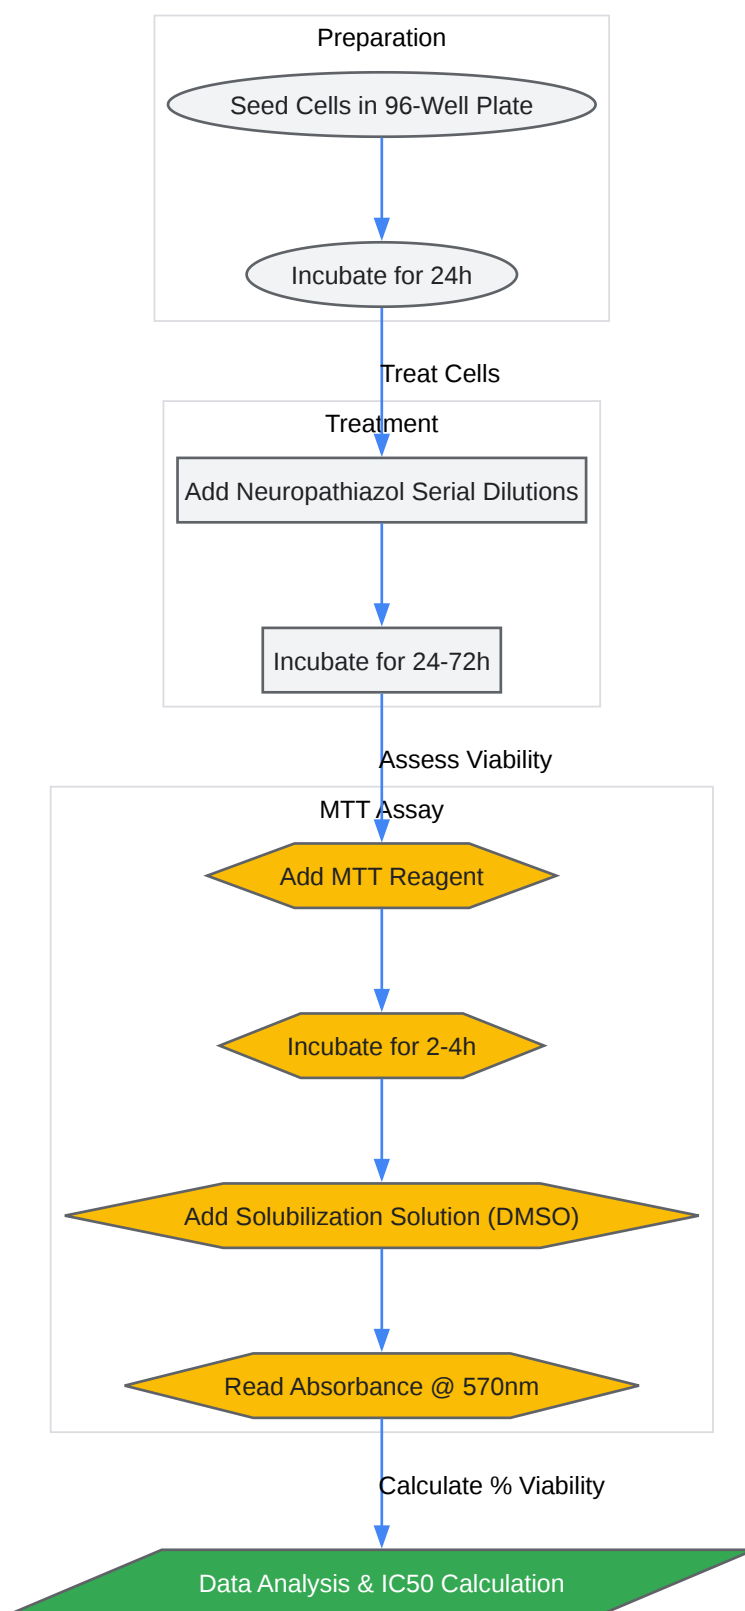 Preparation
Seed Cells in 96-Well Plate
Incubate for 24h
Treat Cells
Treatment
Add Neuropathiazol Serial Dilutions
Incubate for 24-72h
Assess Viability
MTT Assay
Add MTT Reagent
Incubate for 2-4h
Add Solubilization Solution (DMSO)
Read Absorbance @ 570nm
Calculate % Viability
Data Analysis & IC50 Calculation